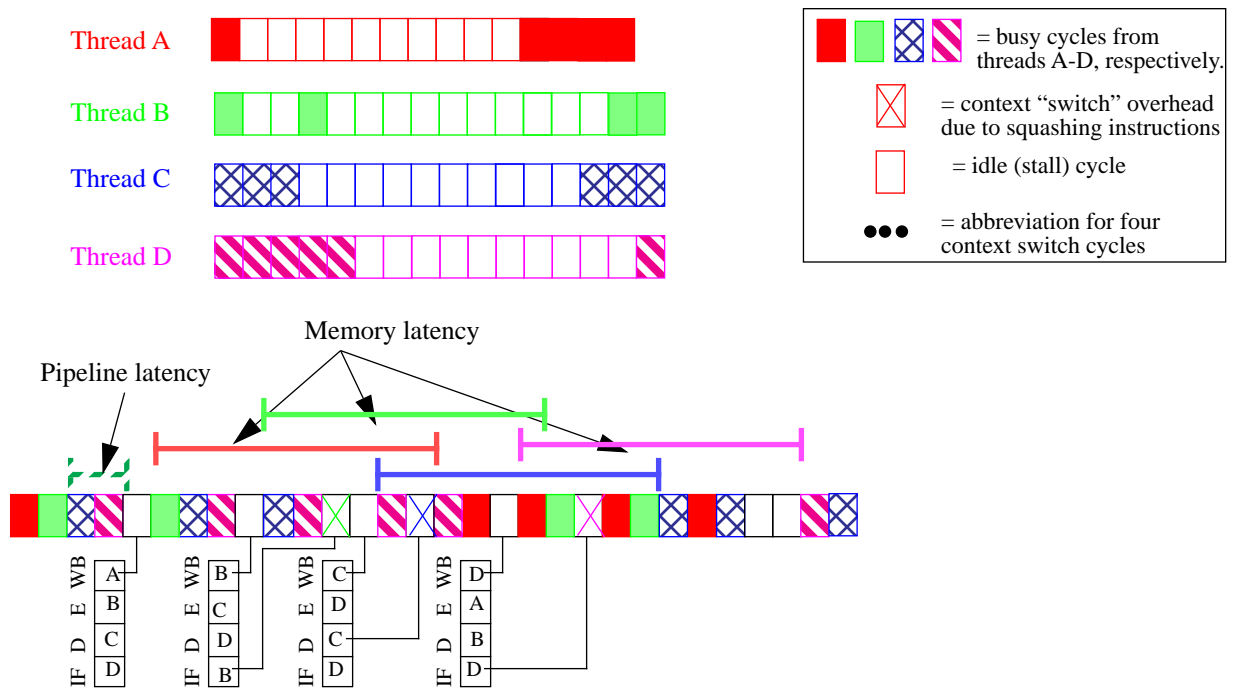 Thread A
Thread B
Thread C
Thread D
= busy cycles from
threads A-D, respectively.
= context “switch” overhead
due to squashing instructions
= idle (stall) cycle
= abbreviation for four
context switch cycles
Memory latency
Pipeline latency
WB A
E B
D C
IF D
WB B
E C
D D
IF B
WB C
E D
D C
IF D
WB D
E A
D B
IF D